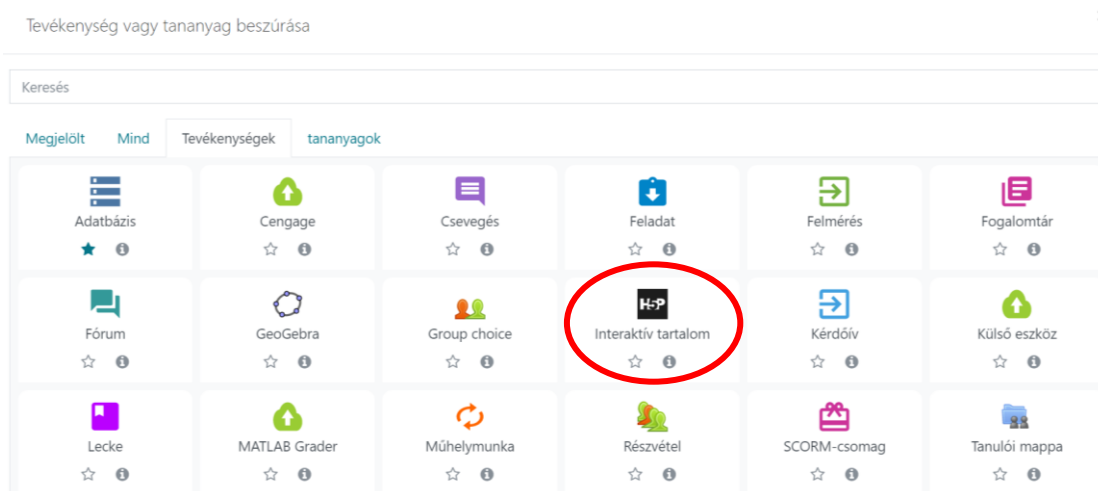 Tevékenység vagy tananyag beszúrása
Keresés
Megjelölt Mind Tevékenységek tananyagok
Adatbázis Cengage Csevegés Feladat Felmérés Fogalomtár
H5P
Fórum GeoGebra Group choice Interaktív tartalom Kérdőív Külső eszköz
Lecke MATLAB Grader Műhelymunka Részvétel SCORM-csomag Tanulói mappa